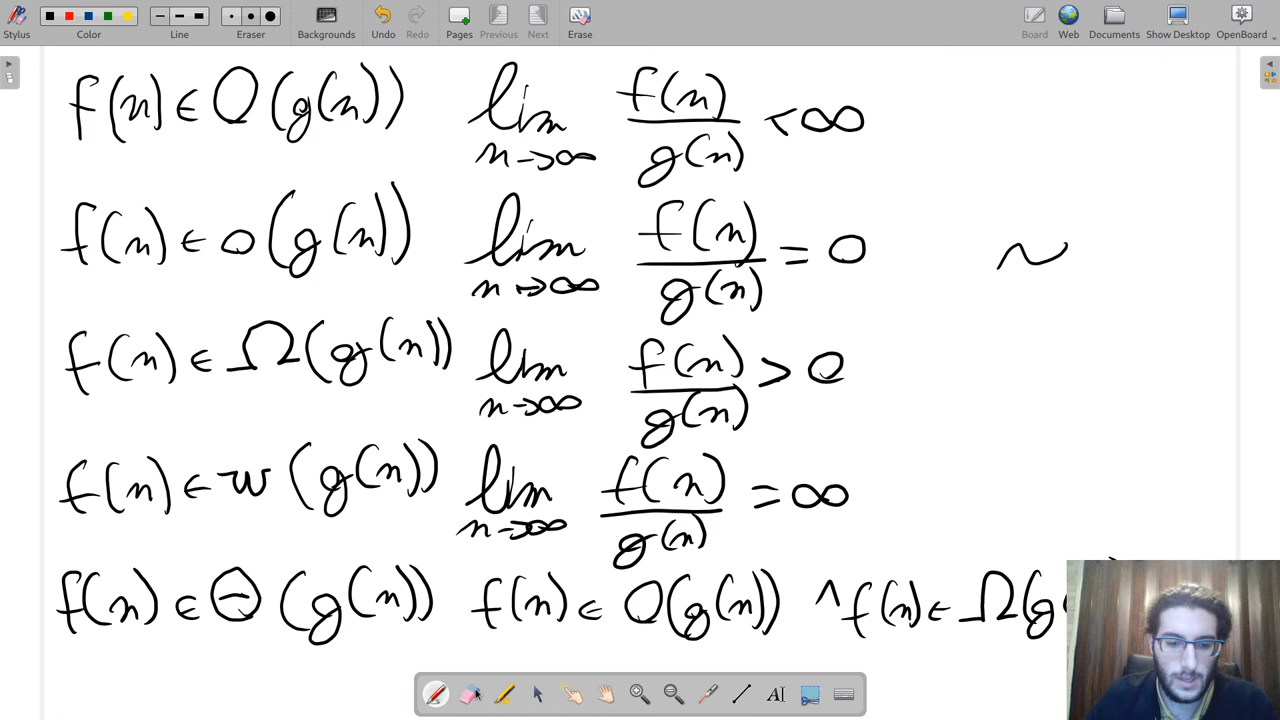 Stylus Color Line Eraser Backgrounds Undo Redo Pages Previous Next Erase Board Web Documents Show Desktop OpenBoard
f(n) ∈ O(g(n)) lim n→∞ f(n)/g(n) < ∞
f(n) ∈ o(g(n)) lim n→∞ f(n)/g(n) = 0 ~
f(n) ∈ Ω(g(n)) lim n→∞ f(n)/g(n) > 0
f(n) ∈ w(g(n)) lim n→∞ f(n)/g(n) = ∞
f(n) ∈ Θ(g(n)) f(n) ∈ O(g(n)) ^ f(n) ∈ Ω(g